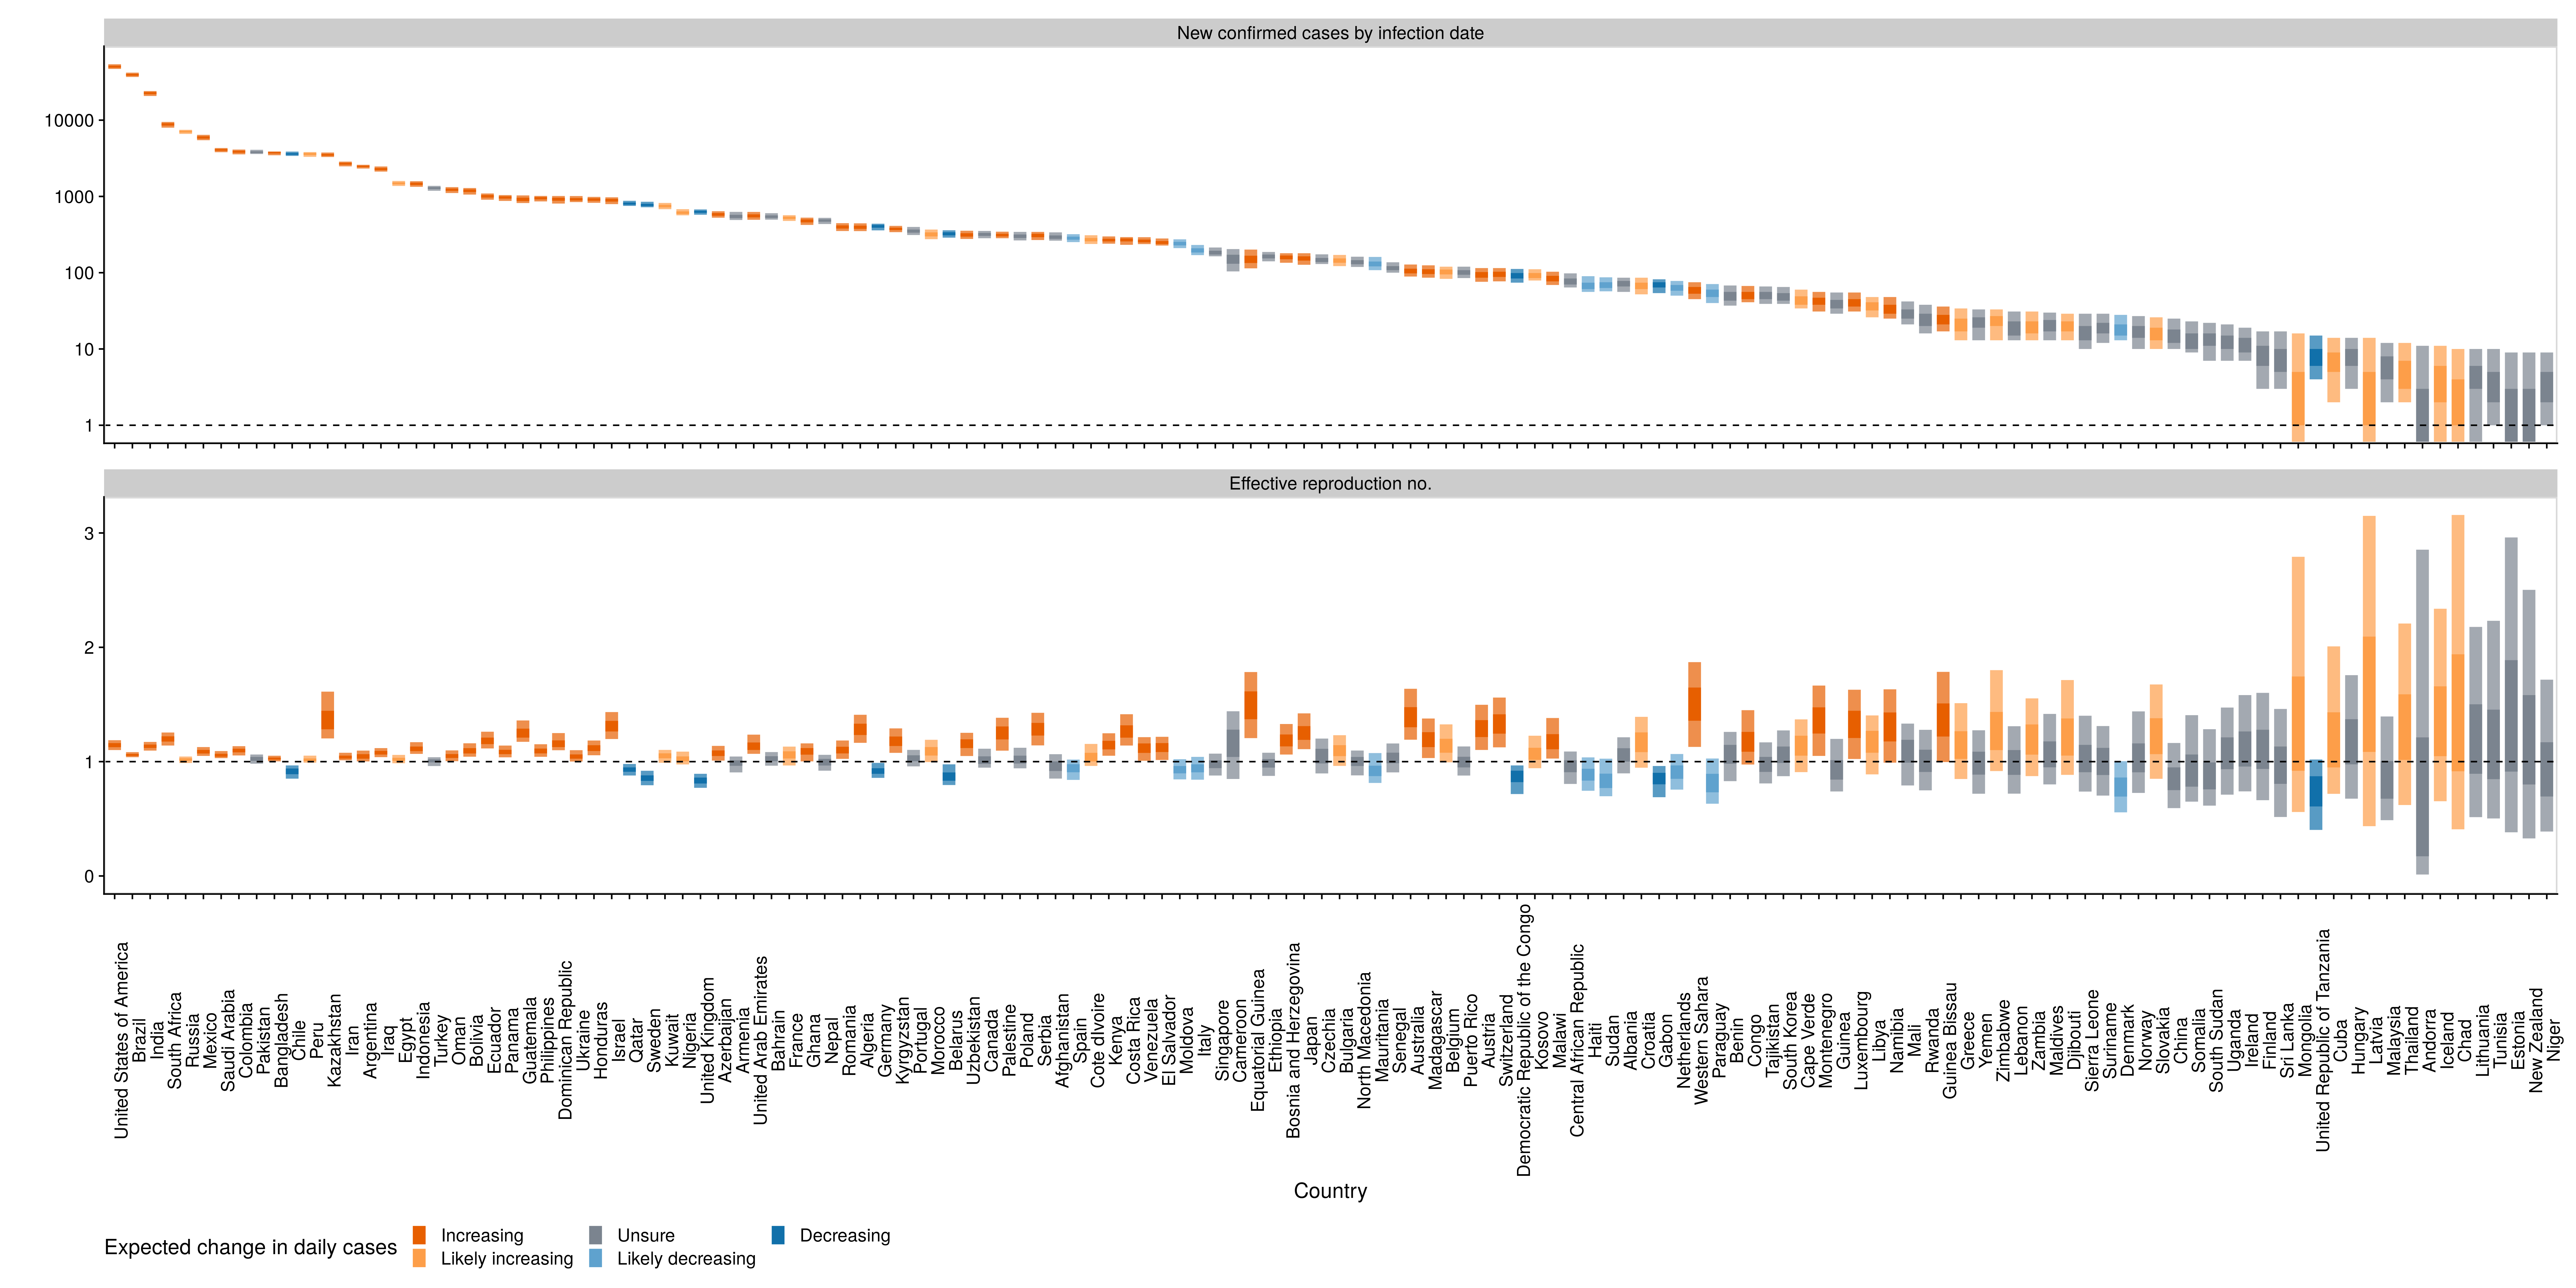 New confirmed cases by infection date
10000
1000
100
10
1
Effective reproduction no.
3
2
1
0
United States of America
Brazil
India
South Africa
Russia
Mexico
Saudi Arabia
Colombia
Pakistan
Bangladesh
Chile
Peru
Kazakhstan
Iran
Argentina
Iraq
Egypt
Indonesia
Turkey
Oman
Bolivia
Ecuador
Panama
Guatemala
Philippines
Dominican Republic
Ukraine
Honduras
Israel
Qatar
Sweden
Kuwait
Nigeria
United Kingdom
Azerbaijan
Armenia
United Arab Emirates
Bahrain
France
Ghana
Nepal
Romania
Algeria
Germany
Kyrgyzstan
Portugal
Morocco
Belarus
Uzbekistan
Canada
Palestine
Poland
Serbia
Afghanistan
Spain
Cote dIvoire
Kenya
Costa Rica
Venezuela
El Salvador
Moldova
Italy
Singapore
Cameroon
Equatorial Guinea
Ethiopia
Bosnia and Herzegovina
Japan
Czechia
Bulgaria
North Macedonia
Mauritania
Senegal
Australia
Madagascar
Belgium
Puerto Rico
Austria
Switzerland
Democratic Republic of the Congo
Kosovo
Malawi
Central African Republic
Haiti
Sudan
Albania
Croatia
Gabon
Netherlands
Western Sahara
Paraguay
Benin
Congo
Tajikistan
South Korea
Cape Verde
Montenegro
Guinea
Luxembourg
Libya
Namibia
Mali
Rwanda
Guinea Bissau
Greece
Yemen
Zimbabwe
Lebanon
Zambia
Maldives
Djibouti
Sierra Leone
Suriname
Denmark
Norway
Slovakia
China
Somalia
South Sudan
Uganda
Ireland
Finland
Sri Lanka
Mongolia
United Republic of Tanzania
Cuba
Hungary
Latvia
Malaysia
Thailand
Andorra
Iceland
Chad
Lithuania
Tunisia
Estonia
New Zealand
Niger
Country
Expected change in daily cases
Increasing
Likely increasing
Unsure
Likely decreasing
Decreasing